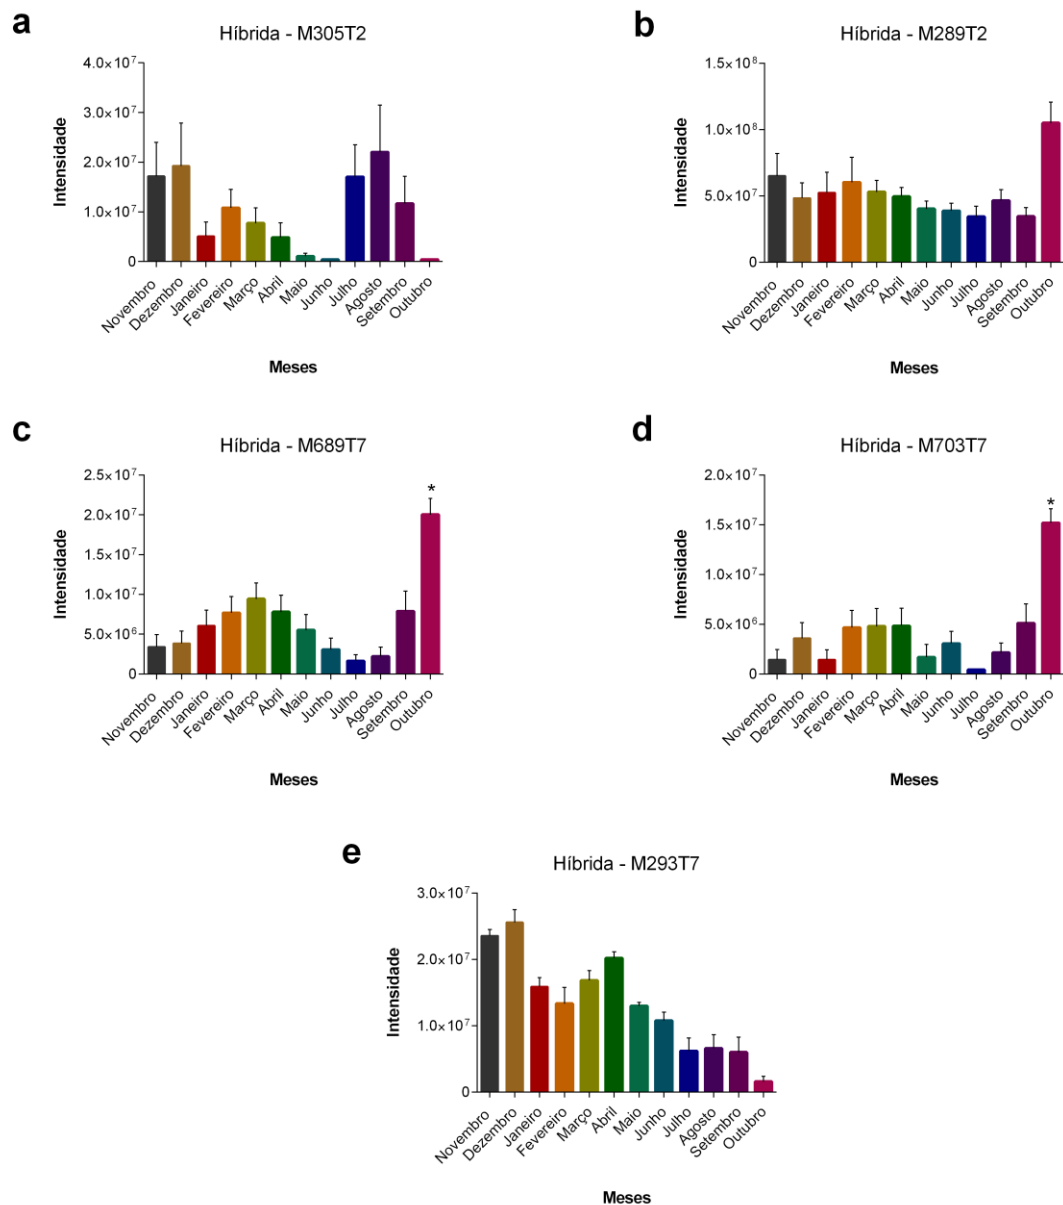 a
Híbrida - M305T2
Intensidade
4.0×10⁷
3.0×10⁷
2.0×10⁷
1.0×10⁷
0
Novembro
Dezembro
Janeiro
Fevereiro
Março
Abril
Maio
Junho
Julho
Agosto
Setembro
Outubro
Meses
b
Híbrida - M289T2
Intensidade
1.5×10⁸
1.0×10⁸
5.0×10⁷
0
Novembro
Dezembro
Janeiro
Fevereiro
Março
Abril
Maio
Junho
Julho
Agosto
Setembro
Outubro
Meses
c
Híbrida - M689T7
Intensidade
2.5×10⁷
2.0×10⁷
1.5×10⁷
1.0×10⁷
5.0×10⁶
0
*
Novembro
Dezembro
Janeiro
Fevereiro
Março
Abril
Maio
Junho
Julho
Agosto
Setembro
Outubro
Meses
d
Híbrida - M703T7
Intensidade
2.0×10⁷
1.5×10⁷
1.0×10⁷
5.0×10⁶
0
*
Novembro
Dezembro
Janeiro
Fevereiro
Março
Abril
Maio
Junho
Julho
Agosto
Setembro
Outubro
Meses
e
Híbrida - M293T7
Intensidade
3.0×10⁷
2.0×10⁷
1.0×10⁷
0
Novembro
Dezembro
Janeiro
Fevereiro
Março
Abril
Maio
Junho
Julho
Agosto
Setembro
Outubro
Meses